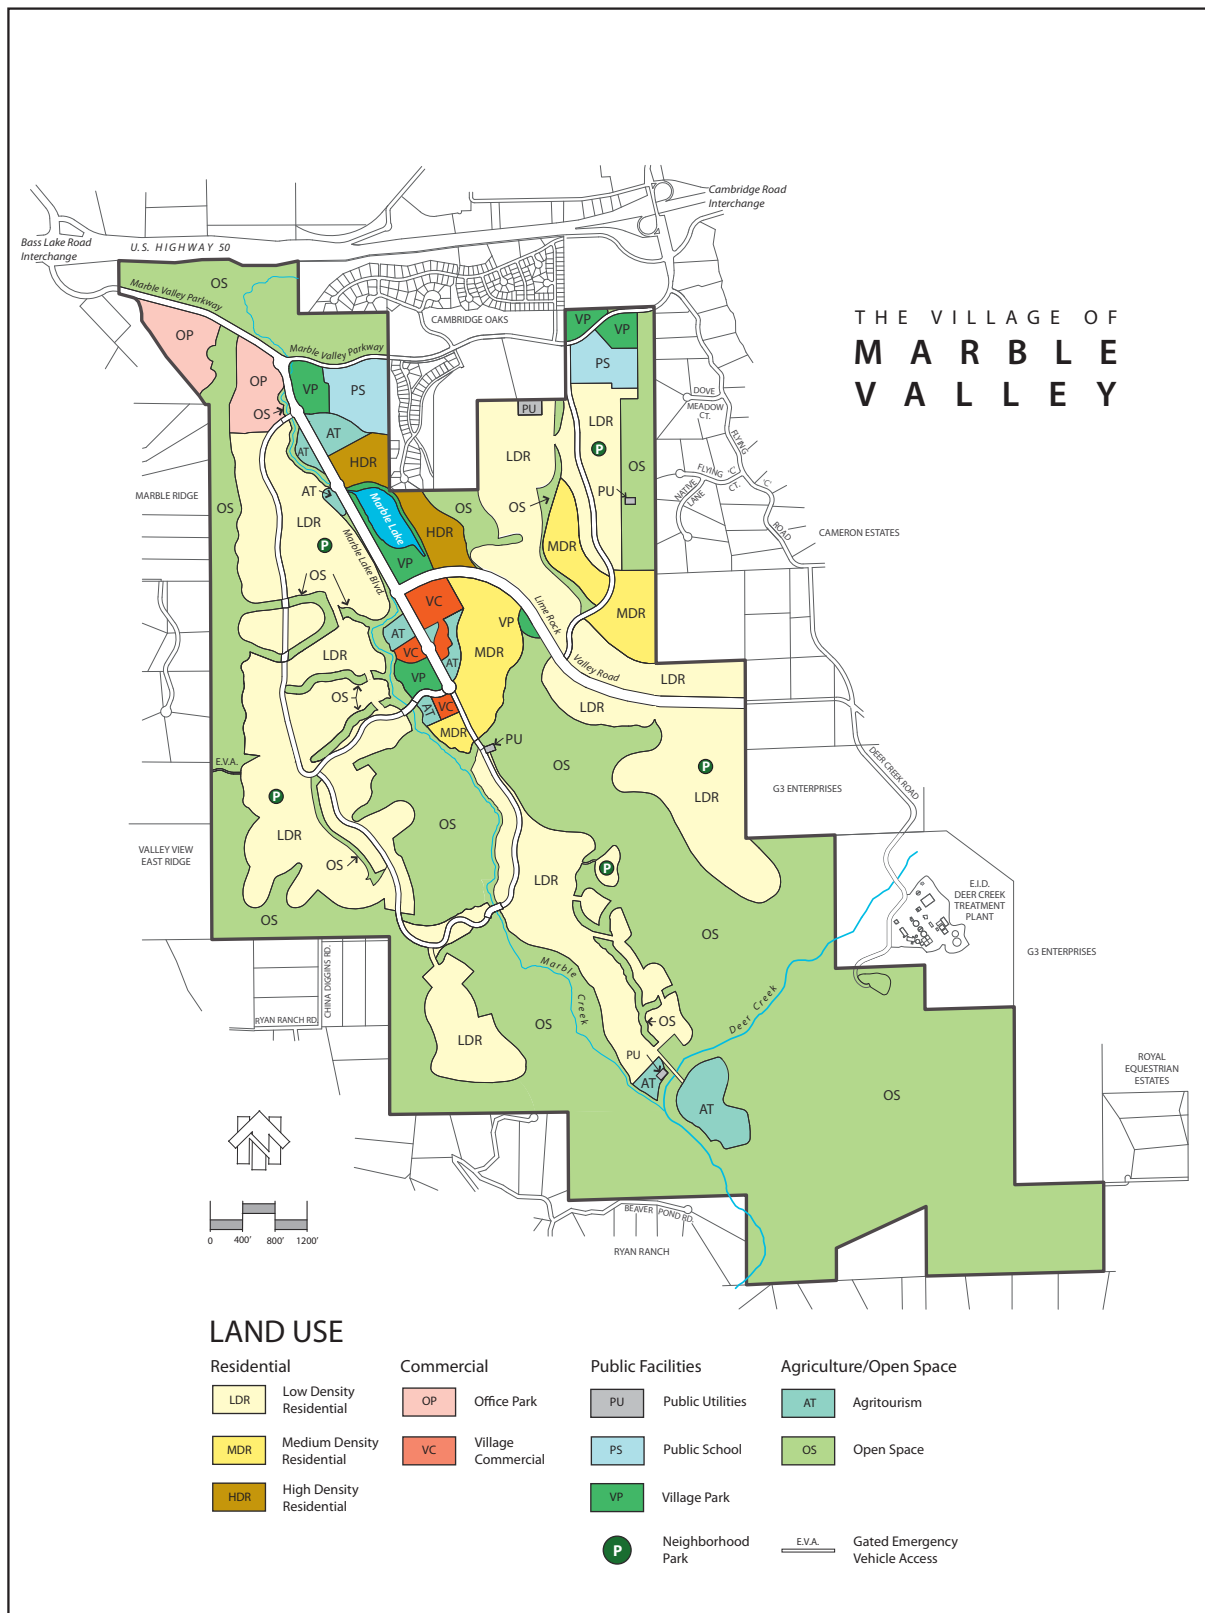 Cambridge Road
Interchange
Bass Lake Road
Interchange
U.S. HIGHWAY 50
OS
Marble Valley Parkway
CAMBRIDGE OAKS
VP
VP
THE VILLAGE OF
MARBLE
VALLEY
OP
Marble Valley Parkway
PS
OP
VP
PS
DOVE
MEADOW
CT.
OS
PU
LDR
AT
P
FLYING
AT
HDR
LDR
OS
FLYING 'C'
CT.
'C'
NATIVE
LANE
ROAD
MARBLE RIDGE
AT
PU
OS
OS
OS
LDR
Marble Lake
HDR
CAMERON ESTATES
P
Marble Lake Blvd.
MDR
VP
OS
VC
Lime Rock
MDR
VP
AT
VC
MDR
LDR
AT
Valley Road
VP
LDR
OS
LDR
AT
VC
MDR
PU
E.V.A.
OS
P
DEER CREEK ROAD
G3 ENTERPRISES
P
LDR
OS
LDR
VALLEY VIEW
EAST RIDGE
OS
LDR
P
E.I.D.
DEER CREEK
TREATMENT
PLANT
OS
OS
G3 ENTERPRISES
CHINA DIGGINS RD.
Marble
Creek
Deer Creek
RYAN RANCH RD.
OS
OS
LDR
PU
AT
AT
OS
ROYAL
EQUESTRIAN
ESTATES
N
BEAVER POND RD.
0 400' 800' 1200'
RYAN RANCH
LAND USE
Residential Commercial Public Facilities Agriculture/Open Space
LDR Low Density
Residential
OP Office Park
PU Public Utilities
AT Agritourism
MDR Medium Density
Residential
VC Village
Commercial
PS Public School
OS Open Space
HDR High Density
Residential
VP Village Park
P Neighborhood
Park
E.V.A. Gated Emergency
Vehicle Access